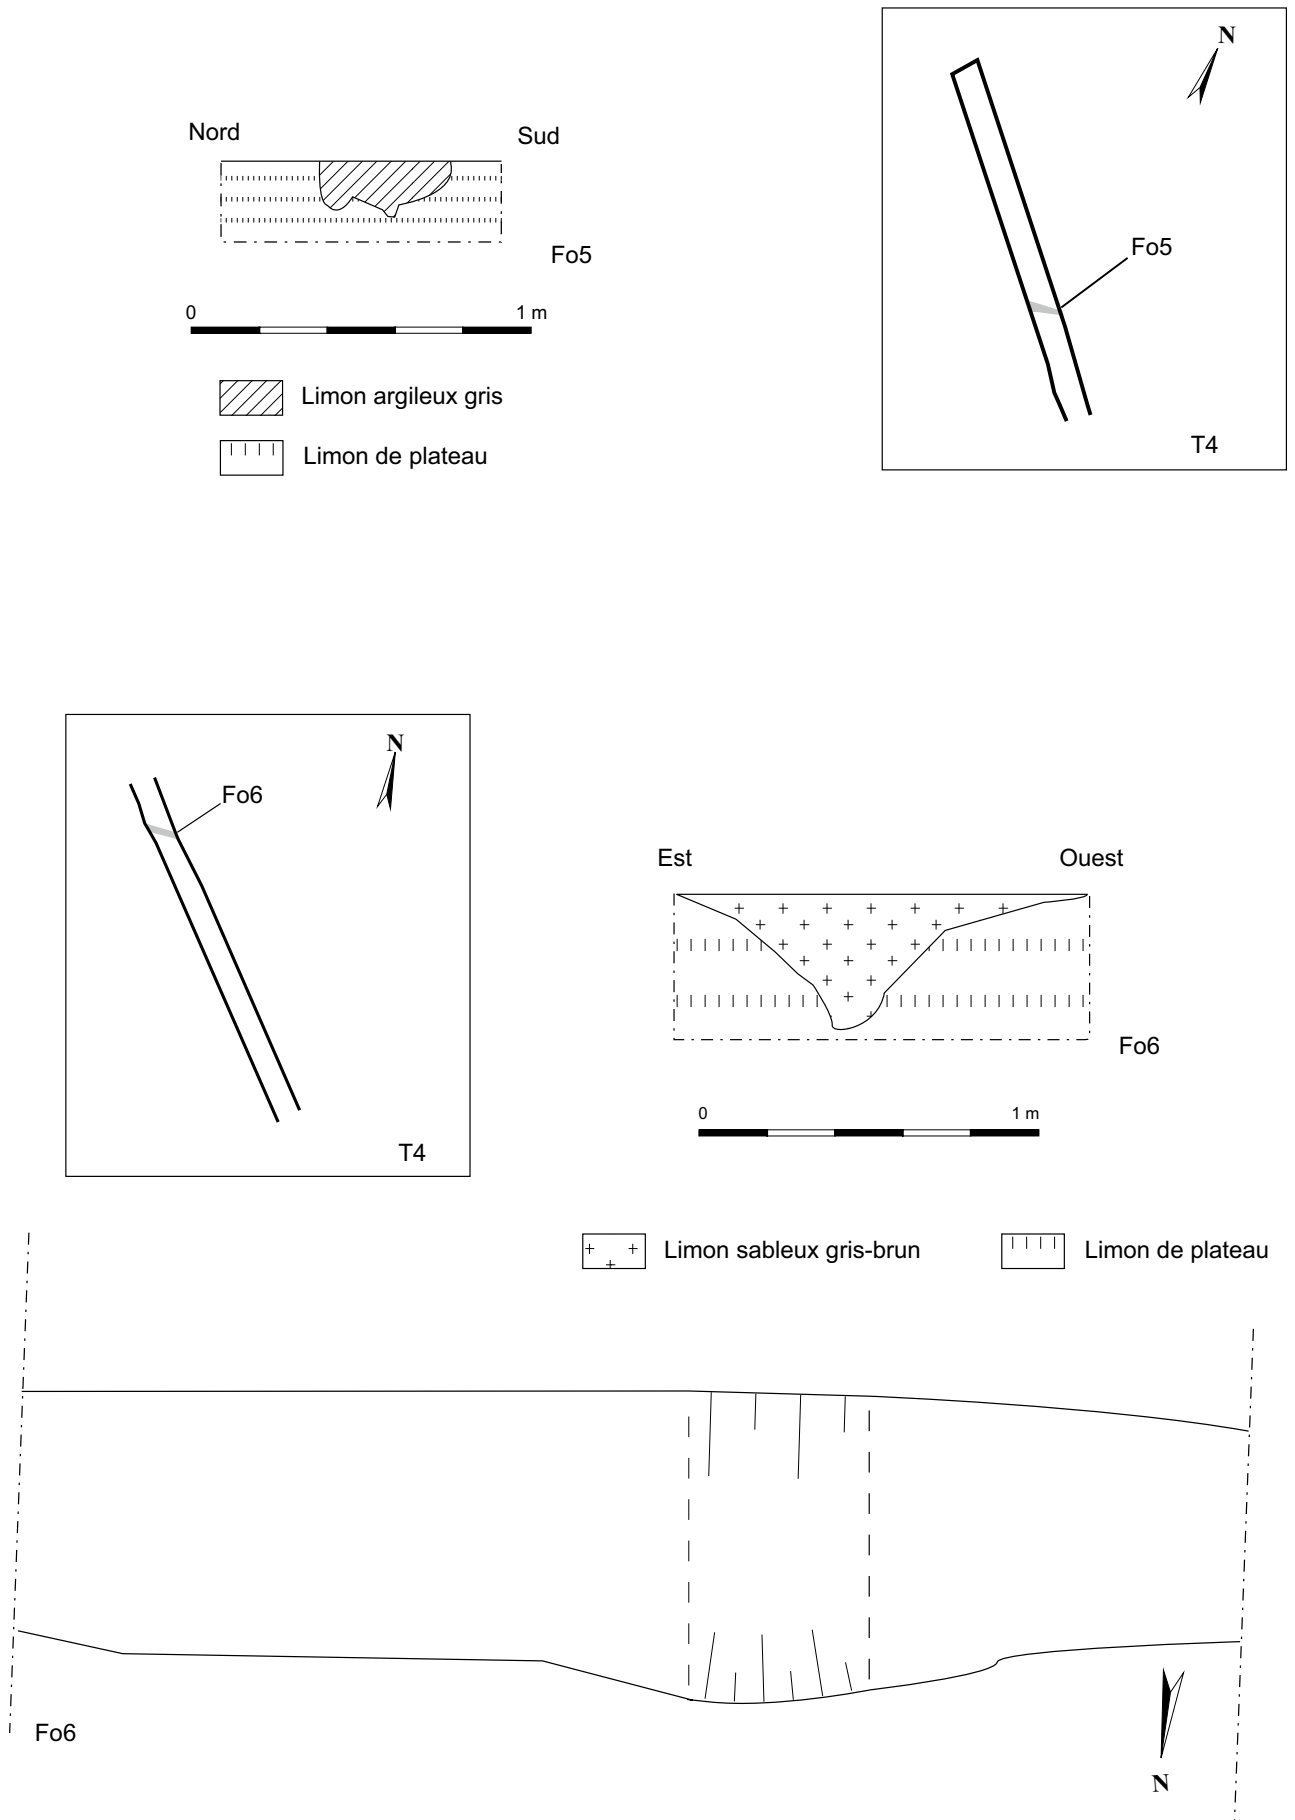 N
Nord
Sud
Fo5
Fo5
0
1 m
Limon argileux gris
Limon de plateau
T4
N
Fo6
T4
Est
Ouest
Fo6
0
1 m
Limon sableux gris-brun
Limon de plateau
Fo6
N